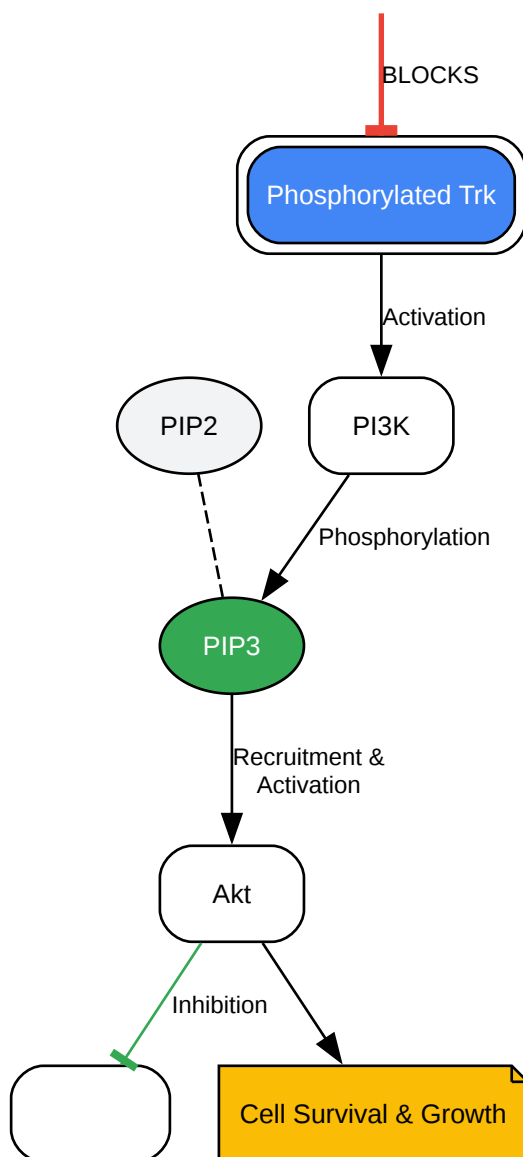 BLOCKS
Phosphorylated Trk
Activation
PIP2
PI3K
Phosphorylation
PIP3
Recruitment &
Activation
Akt
Inhibition
Cell Survival & Growth